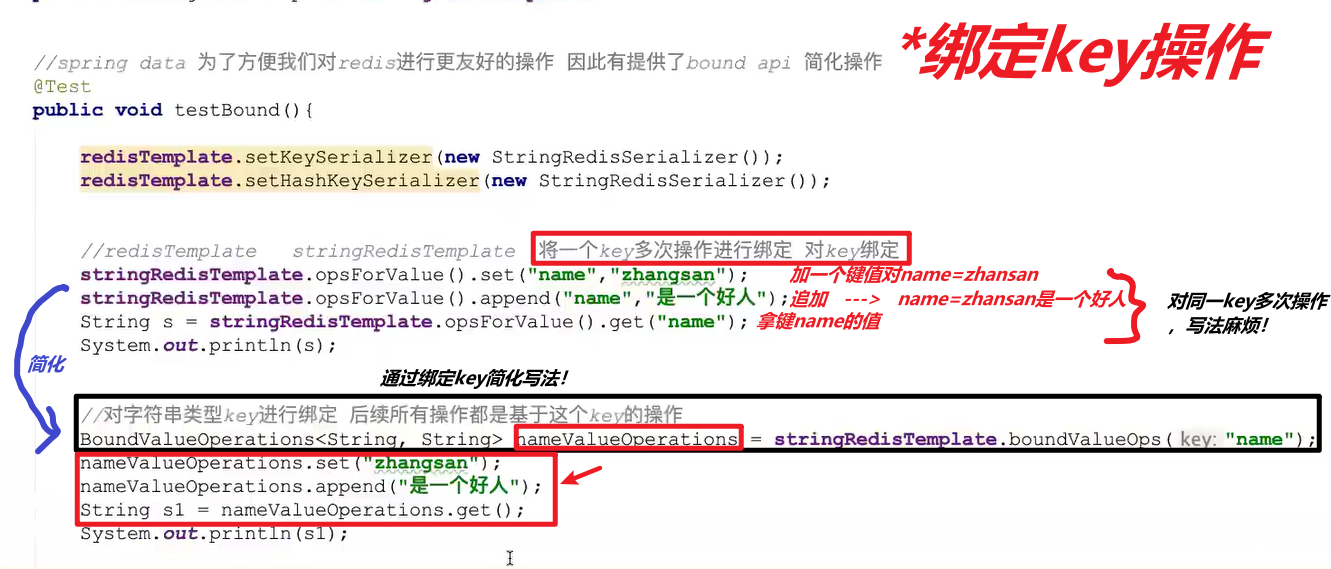 *绑定key操作
//spring data 为了方便我们对redis进行更友好的操作 因此有提供了bound api 简化操作
@Test
public void testBound(){
redisTemplate.setKeySerializer(new StringRedisSerializer());
redisTemplate.setHashKeySerializer(new StringRedisSerializer());
//redisTemplate stringRedisTemplate 将一个key多次操作进行绑定 对key绑定
stringRedisTemplate.opsForValue().set("name","zhangsan"); 加一个键值对name=zhansan
stringRedisTemplate.opsForValue().append("name","是一个好人"); 追加 ---> name=zhansan是一个好人
String s = stringRedisTemplate.opsForValue().get("name"); 拿键name的值
System.out.println(s);
对同一key多次操作
，写法麻烦！
简化
通过绑定key简化写法！
//对字符串类型key进行绑定 后续所有操作都是基于这个key的操作
BoundValueOperations<String, String> nameValueOperations = stringRedisTemplate.boundValueOps( key: "name");
nameValueOperations.set("zhangsan");
nameValueOperations.append("是一个好人");
String s1 = nameValueOperations.get();
System.out.println(s1);